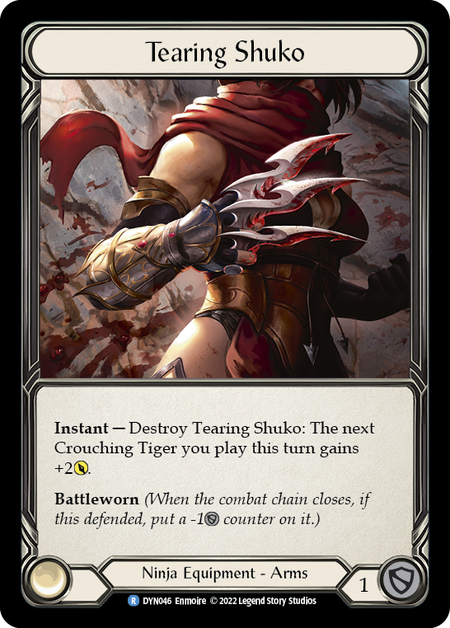 Tearing Shuko
Instant — Destroy Tearing Shuko: The next
Crouching Tiger you play this turn gains
+2.
Battleworn (When the combat chain closes, if
this defended, put a -1 counter on it.)
Ninja Equipment - Arms
1
R DYN046 Enmoire © 2022 Legend Story Studios